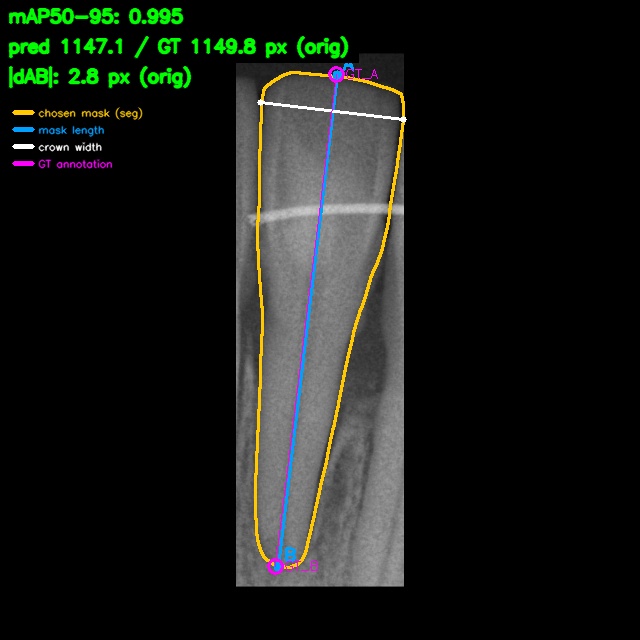 mAP50-95: 0.995
pred 1147.1 / GT 1149.8 px (orig)
|dAB|: 2.8 px (orig)
chosen mask (seg)
mask length
crown width
GT annotation
A
GT_A
B